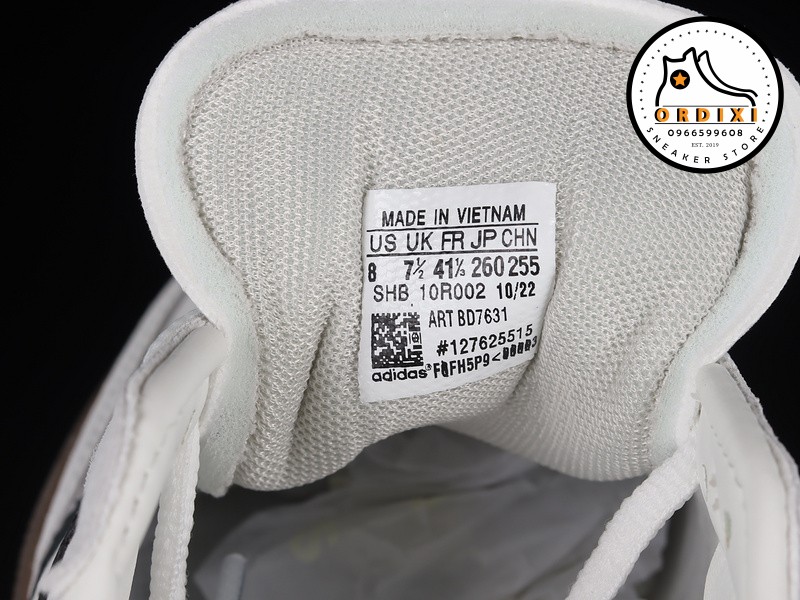 ORDIXI
0966599608
EST. 2019
SNEAKER STORE
MADE IN VIETNAM
US UK FR JP CHN
8 7½ 41⅓ 260 255
SHB 10R002 10/22
ART BD7631
#127625515
adidas®